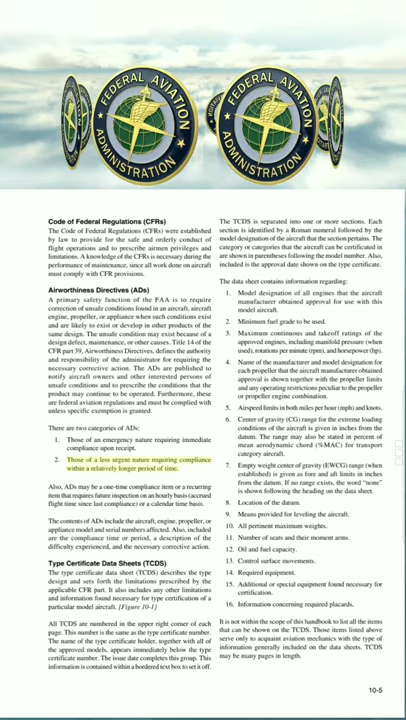 FEDERAL AVIATION
ADMINISTRATION
FEDERAL AVIATION
ADMINISTRATION
Code of Federal Regulations (CFRs)
The Code of Federal Regulations (CFRs) were established
by law to provide for the safe and orderly conduct of
flight operations and to prescribe airmen privileges and
limitations. A knowledge of the CFRs is necessary during the
performance of maintenance, since all work done on aircraft
must comply with CFR provisions.
Airworthiness Directives (ADs)
A primary safety function of the FAA is to require
correction of unsafe conditions found in an aircraft, aircraft
engine, propeller, or appliance when such conditions exist
and are likely to exist or develop in other products of the
same design. The unsafe condition may exist because of a
design defect, maintenance, or other causes. Title 14 of the
CFR part 39, Airworthiness Directives, defines the authority
and responsibility of the administrator for requiring the
necessary corrective action. The ADs are published to
notify aircraft owners and other interested persons of
unsafe conditions and to prescribe the conditions that the
product may continue to be operated. Furthermore, these
are federal aviation regulations and must be complied with
unless specific exemption is granted.
There are two categories of ADs:
1. Those of an emergency nature requiring immediate
compliance upon receipt.
2. Those of a less urgent nature requiring compliance
within a relatively longer period of time.
Also, ADs may be a one-time compliance item or a recurring
item that requires future inspection on an hourly basis (accrued
flight time since last compliance) or a calendar time basis.
The contents of ADs include the aircraft, engine, propeller, or
appliance model and serial numbers affected. Also, included
are the compliance time or period, a description of the
difficulty experienced, and the necessary corrective action.
Type Certificate Data Sheets (TCDS)
The type certificate data sheet (TCDS) describes the type
design and sets forth the limitations prescribed by the
applicable CFR part. It also includes any other limitations
and information found necessary for type certification of a
particular model aircraft. [Figure 10-1]
All TCDS are numbered in the upper right corner of each
page. This number is the same as the type certificate number.
The name of the type certificate holder, together with all of
the approved models, appears immediately below the type
certificate number. The issue date completes this group. This
information is contained within a bordered text box to set it off.
The TCDS is separated into one or more sections. Each
section is identified by a Roman numeral followed by the
model designation of the aircraft that the section pertains. The
category or categories that the aircraft can be certificated in
are shown in parentheses following the model number. Also,
included is the approval date shown on the type certificate.
The data sheet contains information regarding:
1. Model designation of all engines that the aircraft
manufacturer obtained approval for use with this
model aircraft.
2. Minimum fuel grade to be used.
3. Maximum continuous and takeoff ratings of the
approved engines, including manifold pressure (when
used), rotations per minute (rpm), and horsepower (hp).
4. Name of the manufacturer and model designation for
each propeller that the aircraft manufacturer obtained
approval is shown together with the propeller limits
and any operating restrictions peculiar to the propeller
or propeller engine combination.
5. Airspeed limits in both miles per hour (mph) and knots.
6. Center of gravity (CG) range for the extreme loading
conditions of the aircraft is given in inches from the
datum. The range may also be stated in percent of
mean aerodynamic chord (%MAC) for transport
category aircraft.
7. Empty weight center of gravity (EWCG) range (when
established) is given as fore and aft limits in inches
from the datum. If no range exists, the word “none”
is shown following the heading on the data sheet.
8. Location of the datum.
9. Means provided for leveling the aircraft.
10. All pertinent maximum weights.
11. Number of seats and their moment arms.
12. Oil and fuel capacity.
13. Control surface movements.
14. Required equipment.
15. Additional or special equipment found necessary for
certification.
16. Information concerning required placards.
It is not within the scope of this handbook to list all the items
that can be shown on the TCDS. Those items listed above
serve only to acquaint aviation mechanics with the type of
information generally included on the data sheets. TCDS
may be many pages in length.
10-5